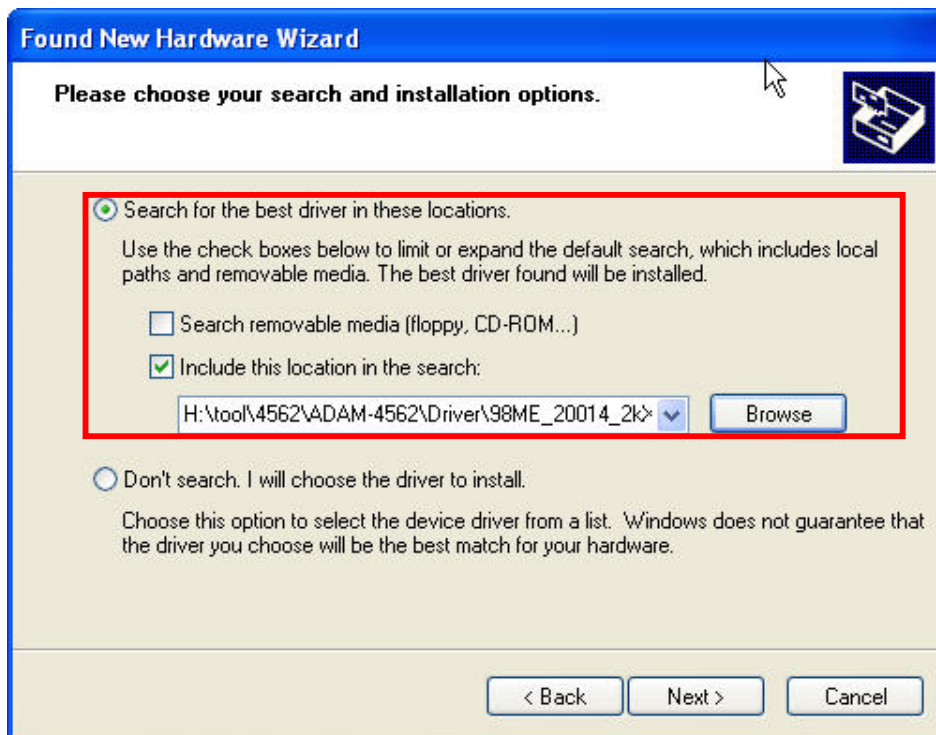 Found New Hardware Wizard
Please choose your search and installation options.
Search for the best driver in these locations.
Use the check boxes below to limit or expand the default search, which includes local
paths and removable media. The best driver found will be installed.
Search removable media (floppy, CD-ROM...)
Include this location in the search:
H:\tool\4562\ADAM-4562\Driver\98ME_20014_2kX
Browse
Don't search. I will choose the driver to install.
Choose this option to select the device driver from a list. Windows does not guarantee that
the driver you choose will be the best match for your hardware.
< Back Next > Cancel